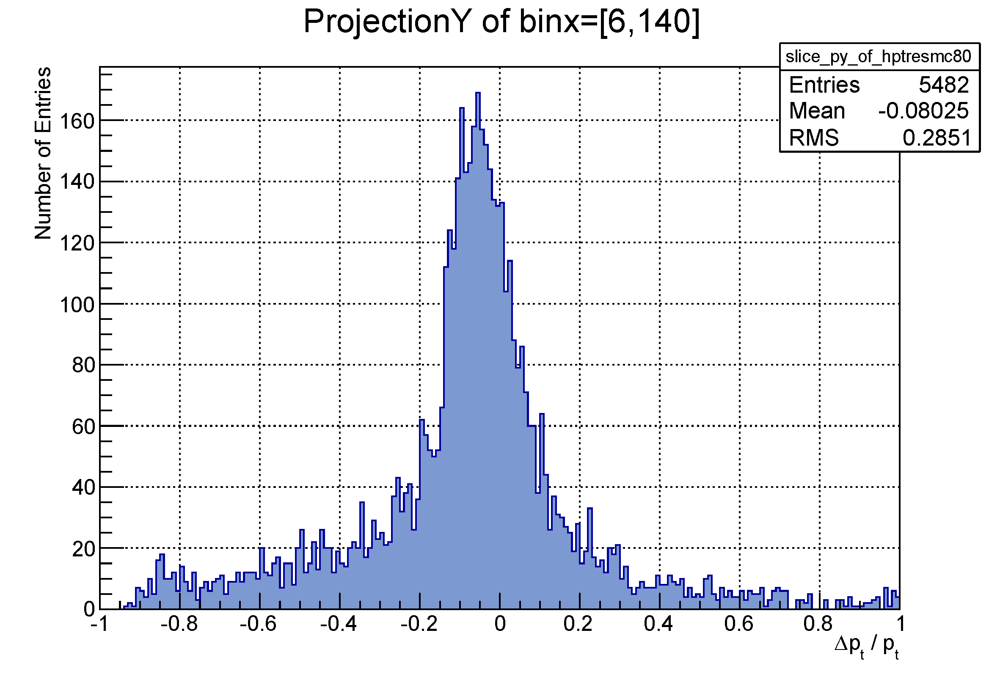 ProjectionY of binx=[6,140]
slice_py_of_hptresmc80
Entries 5482
Mean -0.08025
RMS 0.2851
Number of Entries
160
140
120
100
80
60
40
20
0
-1 -0.8 -0.6 -0.4 -0.2 0 0.2 0.4 0.6 0.8 1
Δp_t / p_t